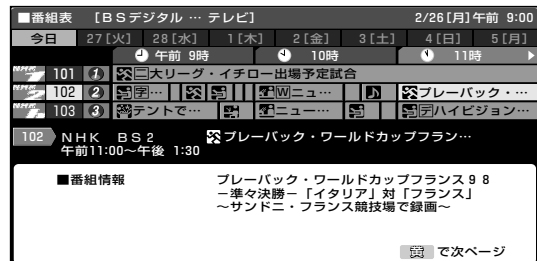 ■番組表 [BSデジタル … テレビ] 2/26[月]午前 9:00
今日 27[火] 28[水] 1[木] 2[金] 3[土] 4[日] 5[月]
午前 9時 10時 11時
NHK 101 1 二大リーグ・イチロー出場予定試合
NHK 102 2 字… W ニュ… プレーバック・…
NHK 103 3 テントで… ニュー… デハイビジョン…
102 NHK BS2 プレーバック・ワールドカップフラン…
午前11:00〜午後 1:30
■番組情報 プレーバック・ワールドカップフランス98
−準々決勝−「イタリア」対「フランス」
〜サンドニ・フランス競技場で録画〜
で次ページ